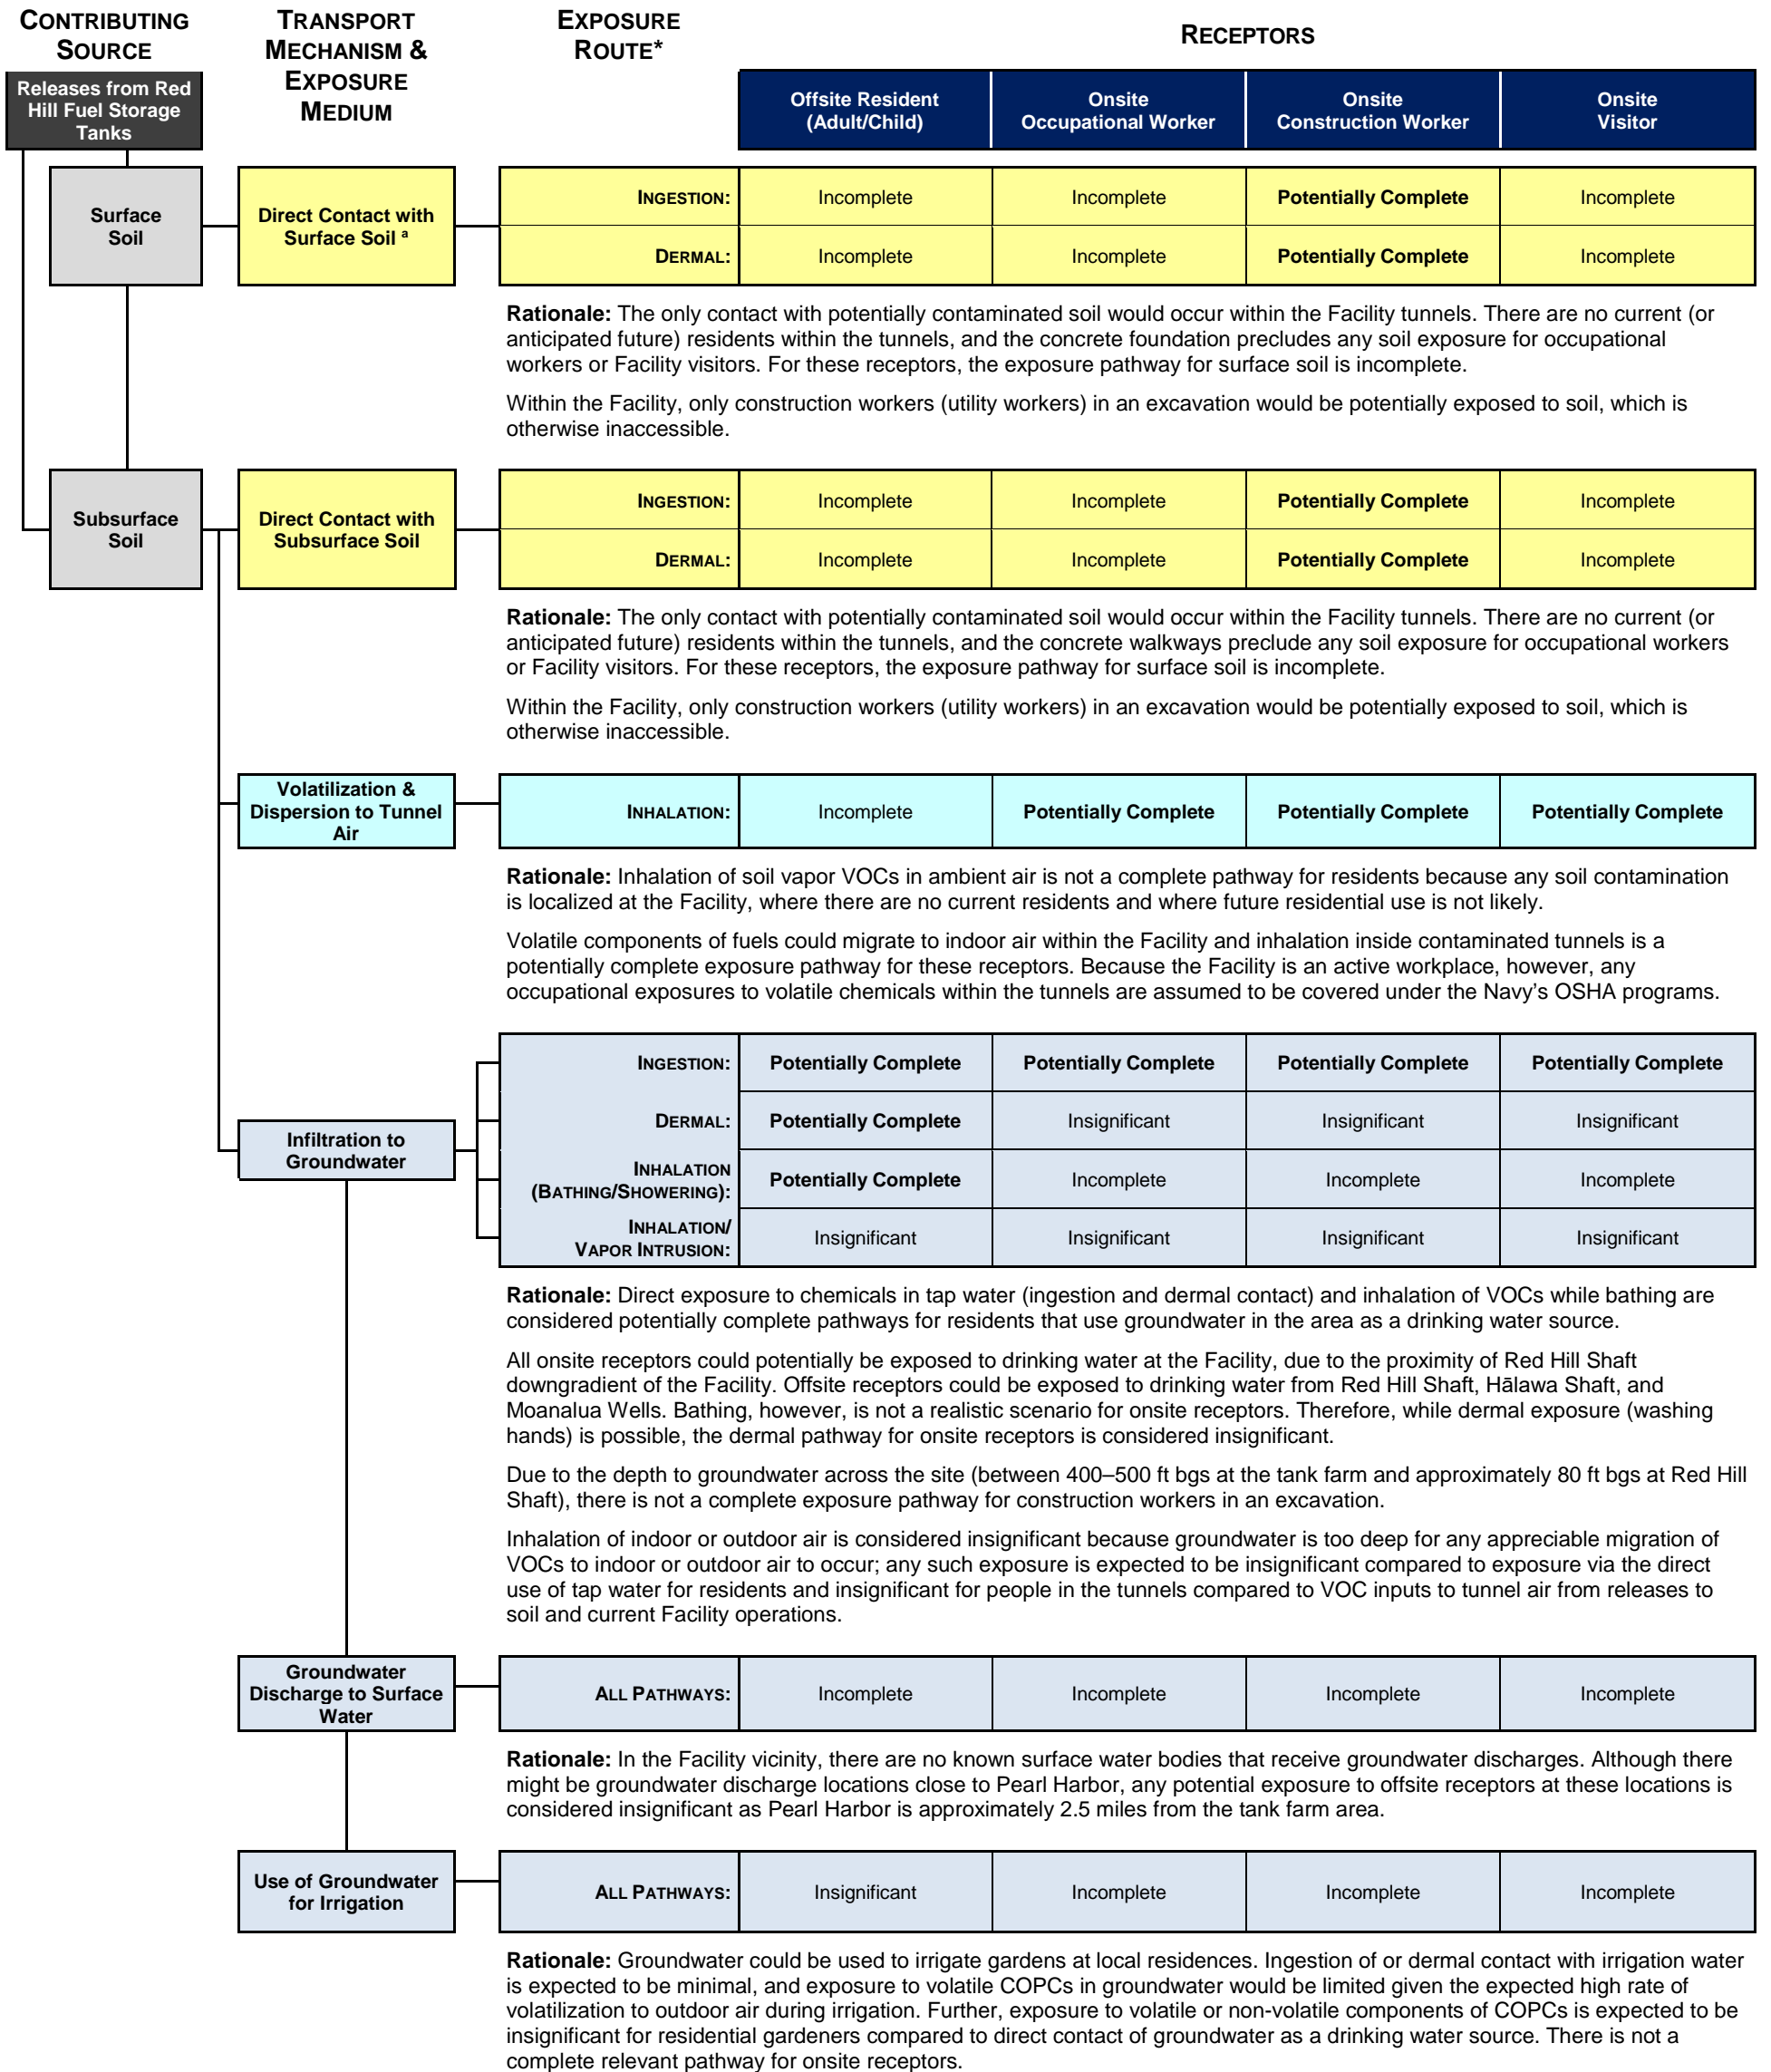 CONTRIBUTING
SOURCE
TRANSPORT
MECHANISM &
EXPOSURE
MEDIUM
EXPOSURE
ROUTE*
RECEPTORS
Releases from Red
Hill Fuel Storage
Tanks
Offsite Resident
(Adult/Child)
Onsite
Occupational Worker
Onsite
Construction Worker
Onsite
Visitor
Surface
Soil
Direct Contact with
Surface Soil a
INGESTION: Incomplete Incomplete Potentially Complete Incomplete
DERMAL: Incomplete Incomplete Potentially Complete Incomplete
Rationale: The only contact with potentially contaminated soil would occur within the Facility tunnels. There are no current (or
anticipated future) residents within the tunnels, and the concrete foundation precludes any soil exposure for occupational
workers or Facility visitors. For these receptors, the exposure pathway for surface soil is incomplete.
Within the Facility, only construction workers (utility workers) in an excavation would be potentially exposed to soil, which is
otherwise inaccessible.
Subsurface
Soil
Direct Contact with
Subsurface Soil
INGESTION: Incomplete Incomplete Potentially Complete Incomplete
DERMAL: Incomplete Incomplete Potentially Complete Incomplete
Rationale: The only contact with potentially contaminated soil would occur within the Facility tunnels. There are no current (or
anticipated future) residents within the tunnels, and the concrete walkways preclude any soil exposure for occupational workers
or Facility visitors. For these receptors, the exposure pathway for surface soil is incomplete.
Within the Facility, only construction workers (utility workers) in an excavation would be potentially exposed to soil, which is
otherwise inaccessible.
Volatilization &
Dispersion to Tunnel
Air
INHALATION: Incomplete Potentially Complete Potentially Complete Potentially Complete
Rationale: Inhalation of soil vapor VOCs in ambient air is not a complete pathway for residents because any soil contamination
is localized at the Facility, where there are no current residents and where future residential use is not likely.
Volatile components of fuels could migrate to indoor air within the Facility and inhalation inside contaminated tunnels is a
potentially complete exposure pathway for these receptors. Because the Facility is an active workplace, however, any
occupational exposures to volatile chemicals within the tunnels are assumed to be covered under the Navy's OSHA programs.
Infiltration to
Groundwater
INGESTION: Potentially Complete Potentially Complete Potentially Complete Potentially Complete
DERMAL: Potentially Complete Insignificant Insignificant Insignificant
INHALATION
(BATHING/SHOWERING): Potentially Complete Incomplete Incomplete Incomplete
INHALATION/
VAPOR INTRUSION: Insignificant Insignificant Insignificant Insignificant
Rationale: Direct exposure to chemicals in tap water (ingestion and dermal contact) and inhalation of VOCs while bathing are
considered potentially complete pathways for residents that use groundwater in the area as a drinking water source.
All onsite receptors could potentially be exposed to drinking water at the Facility, due to the proximity of Red Hill Shaft
downgradient of the Facility. Offsite receptors could be exposed to drinking water from Red Hill Shaft, Hālawa Shaft, and
Moanalua Wells. Bathing, however, is not a realistic scenario for onsite receptors. Therefore, while dermal exposure (washing
hands) is possible, the dermal pathway for onsite receptors is considered insignificant.
Due to the depth to groundwater across the site (between 400–500 ft bgs at the tank farm and approximately 80 ft bgs at Red Hill
Shaft), there is not a complete exposure pathway for construction workers in an excavation.
Inhalation of indoor or outdoor air is considered insignificant because groundwater is too deep for any appreciable migration of
VOCs to indoor or outdoor air to occur; any such exposure is expected to be insignificant compared to exposure via the direct
use of tap water for residents and insignificant for people in the tunnels compared to VOC inputs to tunnel air from releases to
soil and current Facility operations.
Groundwater
Discharge to Surface
Water
ALL PATHWAYS: Incomplete Incomplete Incomplete Incomplete
Rationale: In the Facility vicinity, there are no known surface water bodies that receive groundwater discharges. Although there
might be groundwater discharge locations close to Pearl Harbor, any potential exposure to offsite receptors at these locations is
considered insignificant as Pearl Harbor is approximately 2.5 miles from the tank farm area.
Use of Groundwater
for Irrigation
ALL PATHWAYS: Insignificant Incomplete Incomplete Incomplete
Rationale: Groundwater could be used to irrigate gardens at local residences. Ingestion of or dermal contact with irrigation water
is expected to be minimal, and exposure to volatile COPCs in groundwater would be limited given the expected high rate of
volatilization to outdoor air during irrigation. Further, exposure to volatile or non-volatile components of COPCs is expected to be
insignificant for residential gardeners compared to direct contact of groundwater as a drinking water source. There is not a
complete relevant pathway for onsite receptors.